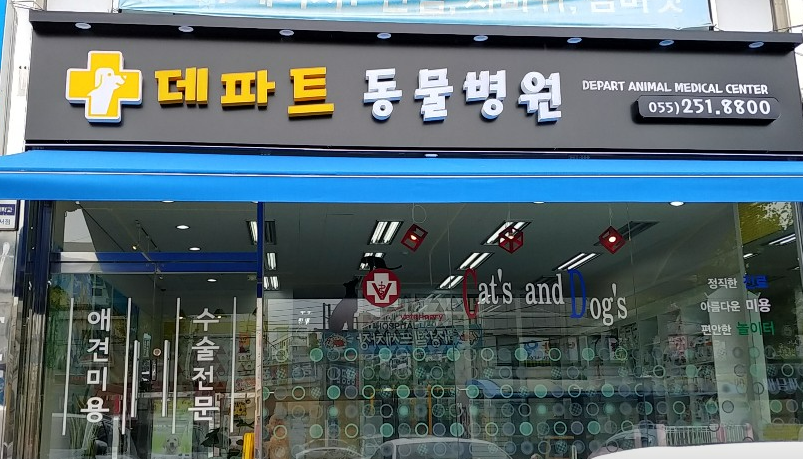 데파트 동물병원
DEPART ANIMAL MEDICAL CENTER
055)251.8800
애견미용
수술전문
Cat's and Dog's
정직한 진료
아름다운 미용
편안한 놀이터